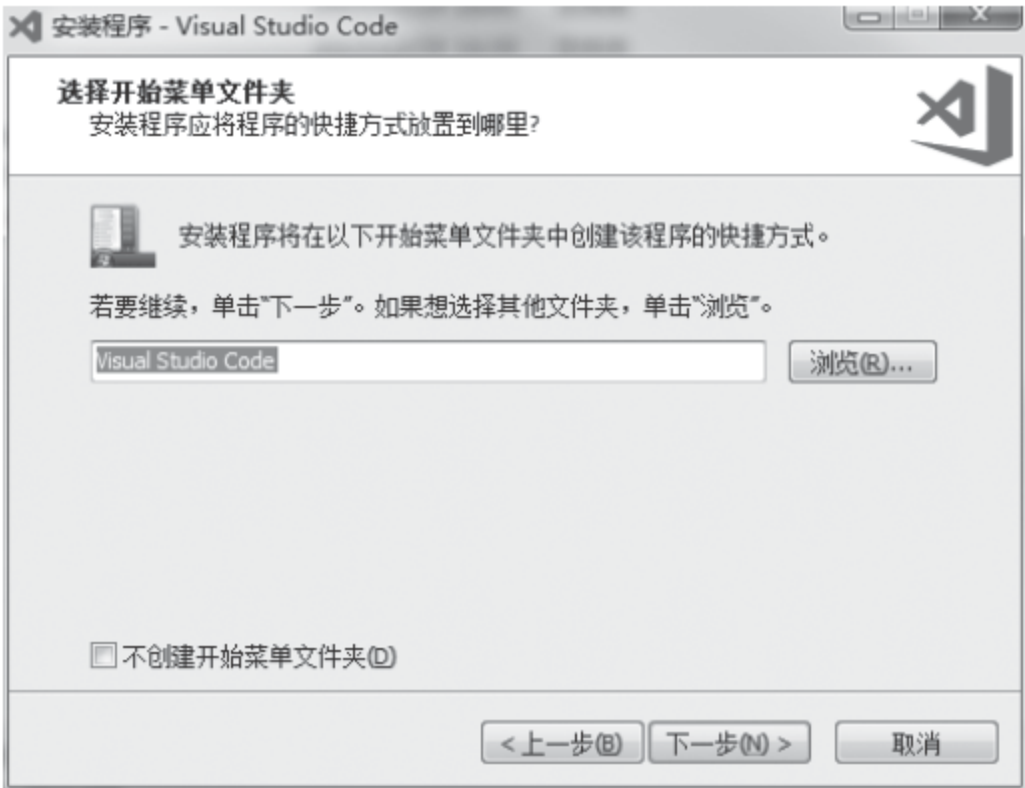 安装程序 - Visual Studio Code
选择开始菜单文件夹
安装程序应将程序的快捷方式放置到哪里?
安装程序将在以下开始菜单文件夹中创建该程序的快捷方式。
若要继续，单击"下一步"。如果想选择其他文件夹，单击"浏览"。
Visual Studio Code
浏览(R)...
不创建开始菜单文件夹(D)
< 上一步(B) 下一步(N) > 取消